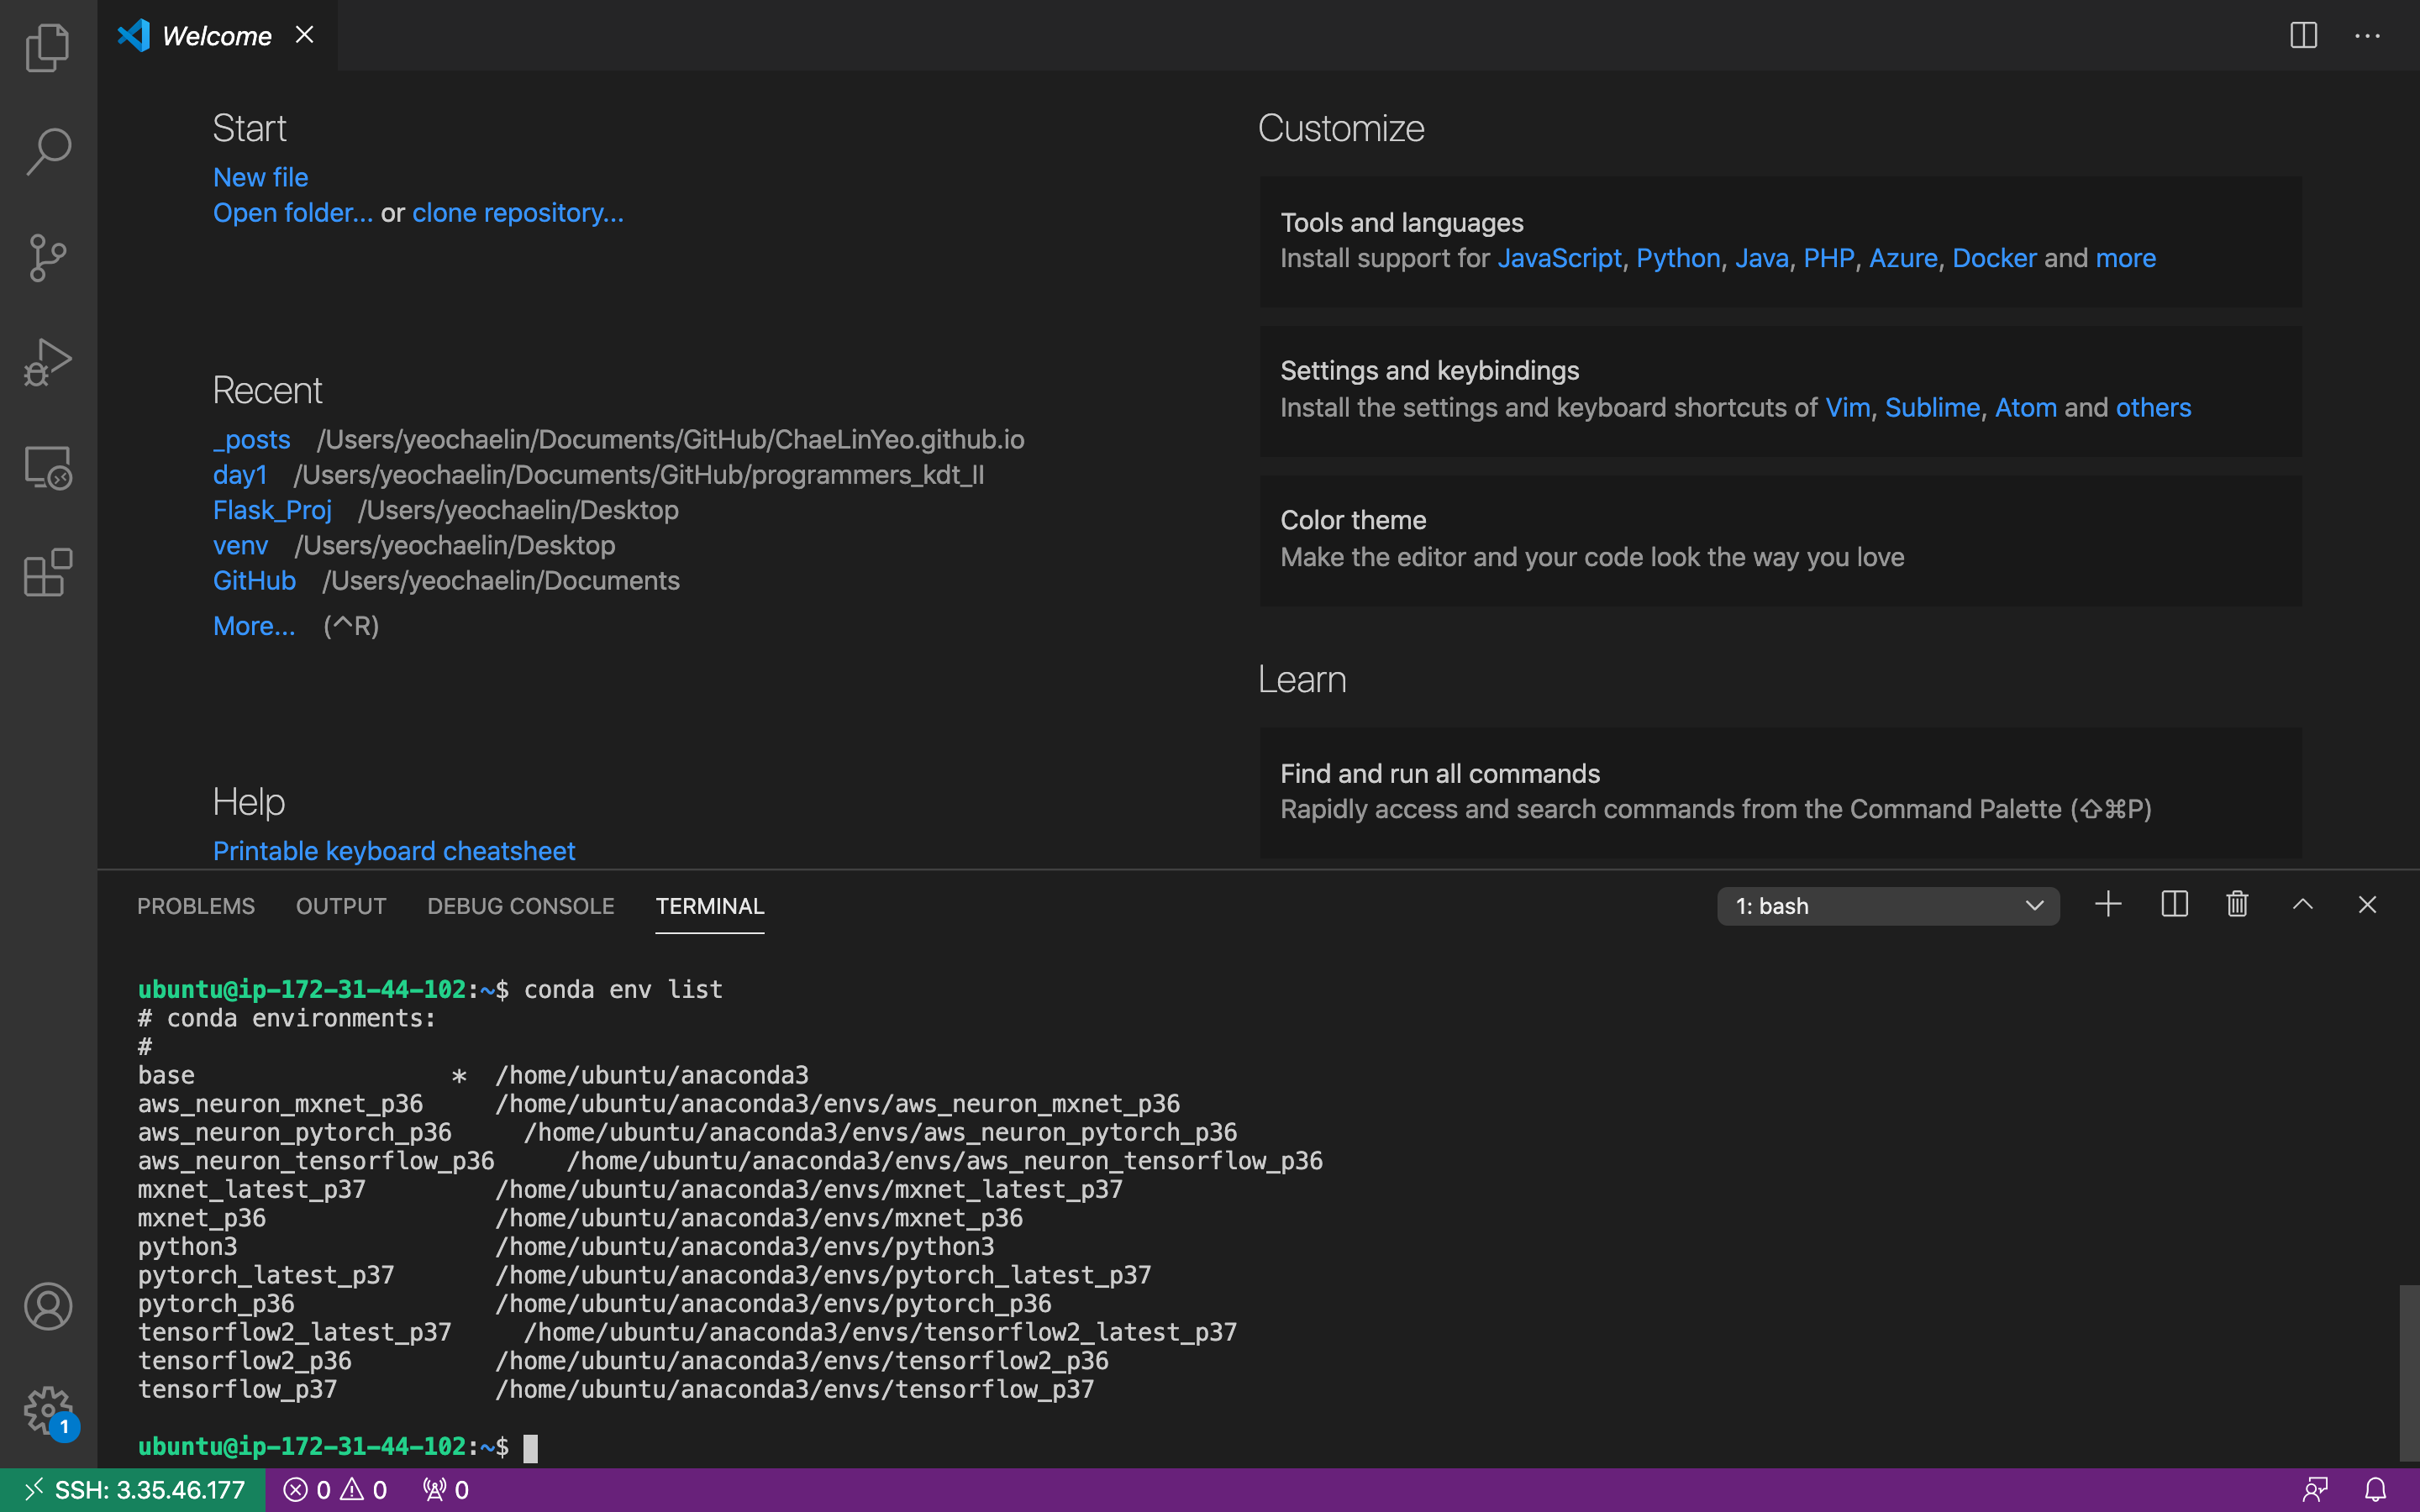 Welcome
Start
New file
Open folder... or clone repository...
Recent
_posts /Users/yeochaelin/Documents/GitHub/ChaeLinYeo.github.io
day1 /Users/yeochaelin/Documents/GitHub/programmers_kdt_II
Flask_Proj /Users/yeochaelin/Desktop
venv /Users/yeochaelin/Desktop
GitHub /Users/yeochaelin/Documents
More... (^R)
Help
Printable keyboard cheatsheet
Customize
Tools and languages
Install support for JavaScript, Python, Java, PHP, Azure, Docker and more
Settings and keybindings
Install the settings and keyboard shortcuts of Vim, Sublime, Atom and others
Color theme
Make the editor and your code look the way you love
Learn
Find and run all commands
Rapidly access and search commands from the Command Palette (⇧⌘P)
PROBLEMS OUTPUT DEBUG CONSOLE TERMINAL 1: bash
ubuntu@ip-172-31-44-102:~$ conda env list
# conda environments:
#
base * /home/ubuntu/anaconda3
aws_neuron_mxnet_p36 /home/ubuntu/anaconda3/envs/aws_neuron_mxnet_p36
aws_neuron_pytorch_p36 /home/ubuntu/anaconda3/envs/aws_neuron_pytorch_p36
aws_neuron_tensorflow_p36 /home/ubuntu/anaconda3/envs/aws_neuron_tensorflow_p36
mxnet_latest_p37 /home/ubuntu/anaconda3/envs/mxnet_latest_p37
mxnet_p36 /home/ubuntu/anaconda3/envs/mxnet_p36
python3 /home/ubuntu/anaconda3/envs/python3
pytorch_latest_p37 /home/ubuntu/anaconda3/envs/pytorch_latest_p37
pytorch_p36 /home/ubuntu/anaconda3/envs/pytorch_p36
tensorflow2_latest_p37 /home/ubuntu/anaconda3/envs/tensorflow2_latest_p37
tensorflow2_p36 /home/ubuntu/anaconda3/envs/tensorflow2_p36
tensorflow_p37 /home/ubuntu/anaconda3/envs/tensorflow_p37
ubuntu@ip-172-31-44-102:~$
1
SSH: 3.35.46.177 0 0 0